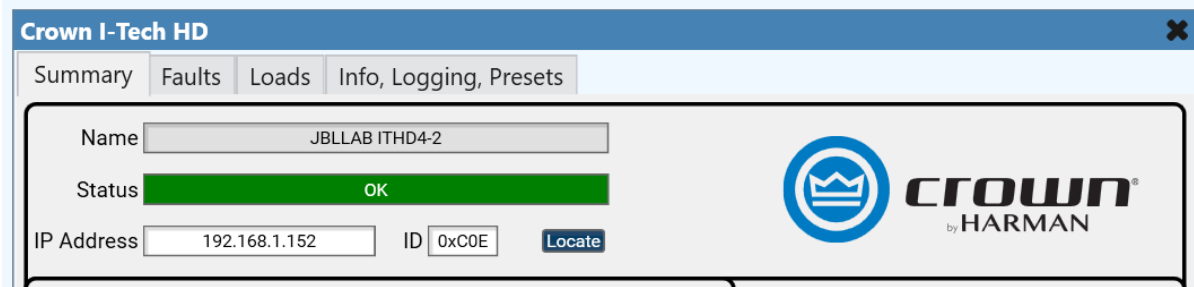 Crown I-Tech HD
Summary Faults Loads Info, Logging, Presets
Name JBLLAB ITHD4-2
Status OK
IP Address 192.168.1.152 ID 0xC0E Locate
crown®
by HARMAN